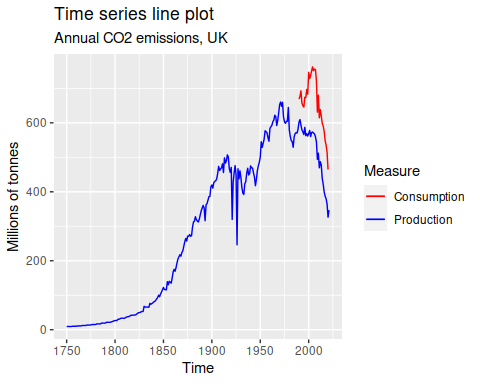 Time series line plot
Annual CO2 emissions, UK
Millions of tonnes
600
400
200
0
1750
1800
1850
1900
1950
2000
Time
Measure
Consumption
Production